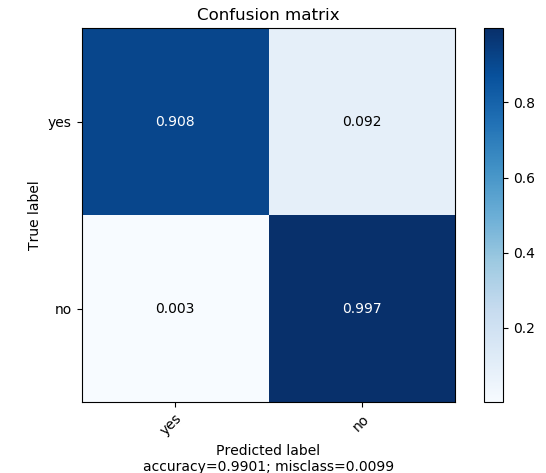 Confusion matrix
yes
0.908
0.092
no
0.003
0.997
yes
no
True label
Predicted label
accuracy=0.9901; misclass=0.0099
0.8
0.6
0.4
0.2